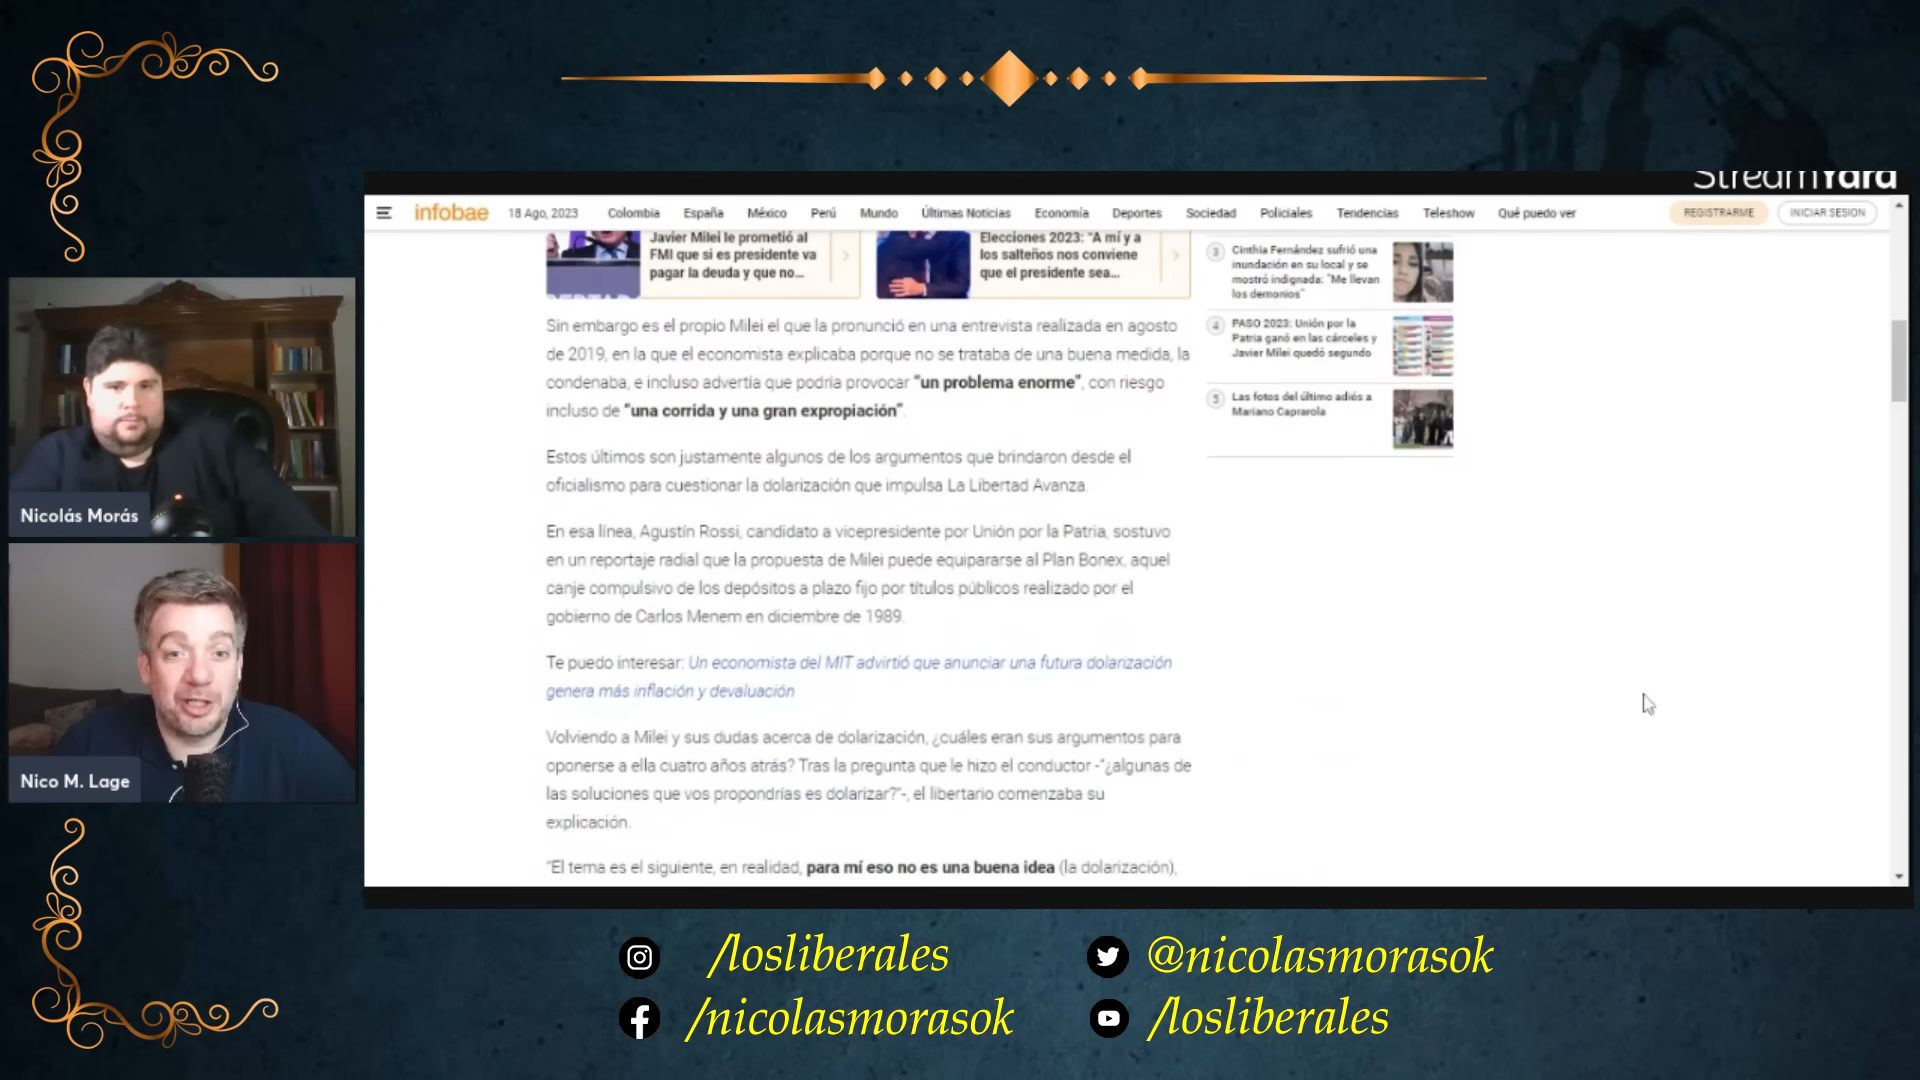 StreamYard
infobae
18 Ago, 2023
Colombia
España
México
Perú
Mundo
Últimas Noticias
Economía
Deportes
Sociedad
Policiales
Tendencias
Teleshow
Qué puedo ver
REGISTRARME
INICIAR SESIÓN
Javier Milei le prometió al
FMI que si es presidente va
pagar la deuda y que no...
Elecciones 2023: “A mí y a
los salteños nos conviene
que el presidente sea...
3
Cinthia Fernández sufrió una
inundación en su local y se
mostró indignada: “Me llevan
los demonios”
4
PASO 2023: Unión por la
Patria ganó en las cárceles y
Javier Milei quedó segundo
5
Las fotos del último adiós a
Mariano Caprarola
Sin embargo es el propio Milei el que la pronunció en una entrevista realizada en agosto
de 2019, en la que el economista explicaba porque no se trataba de una buena medida, la
condenaba, e incluso advertía que podría provocar “un problema enorme”, con riesgo
incluso de “una corrida y una gran expropiación”.
Estos últimos son justamente algunos de los argumentos que brindaron desde el
oficialismo para cuestionar la dolarización que impulsa La Libertad Avanza.
En esa línea, Agustín Rossi, candidato a vicepresidente por Unión por la Patria, sostuvo
en un reportaje radial que la propuesta de Milei puede equipararse al Plan Bonex, aquel
canje compulsivo de los depósitos a plazo fijo por títulos públicos realizado por el
gobierno de Carlos Menem en diciembre de 1989.
Te puedo interesar: Un economista del MIT advirtió que anunciar una futura dolarización
genera más inflación y devaluación
Volviendo a Milei y sus dudas acerca de dolarización, ¿cuáles eran sus argumentos para
oponerse a ella cuatro años atrás? Tras la pregunta que le hizo el conductor -“¿algunas de
las soluciones que vos propondrías es dolarizar?”-, el libertario comenzaba su
explicación.
“El tema es el siguiente, en realidad, para mí eso no es una buena idea (la dolarización),
Nicolás Morás
Nico M. Lage
/losliberales
@nicolasmorasok
/nicolasmorasok
/losliberales